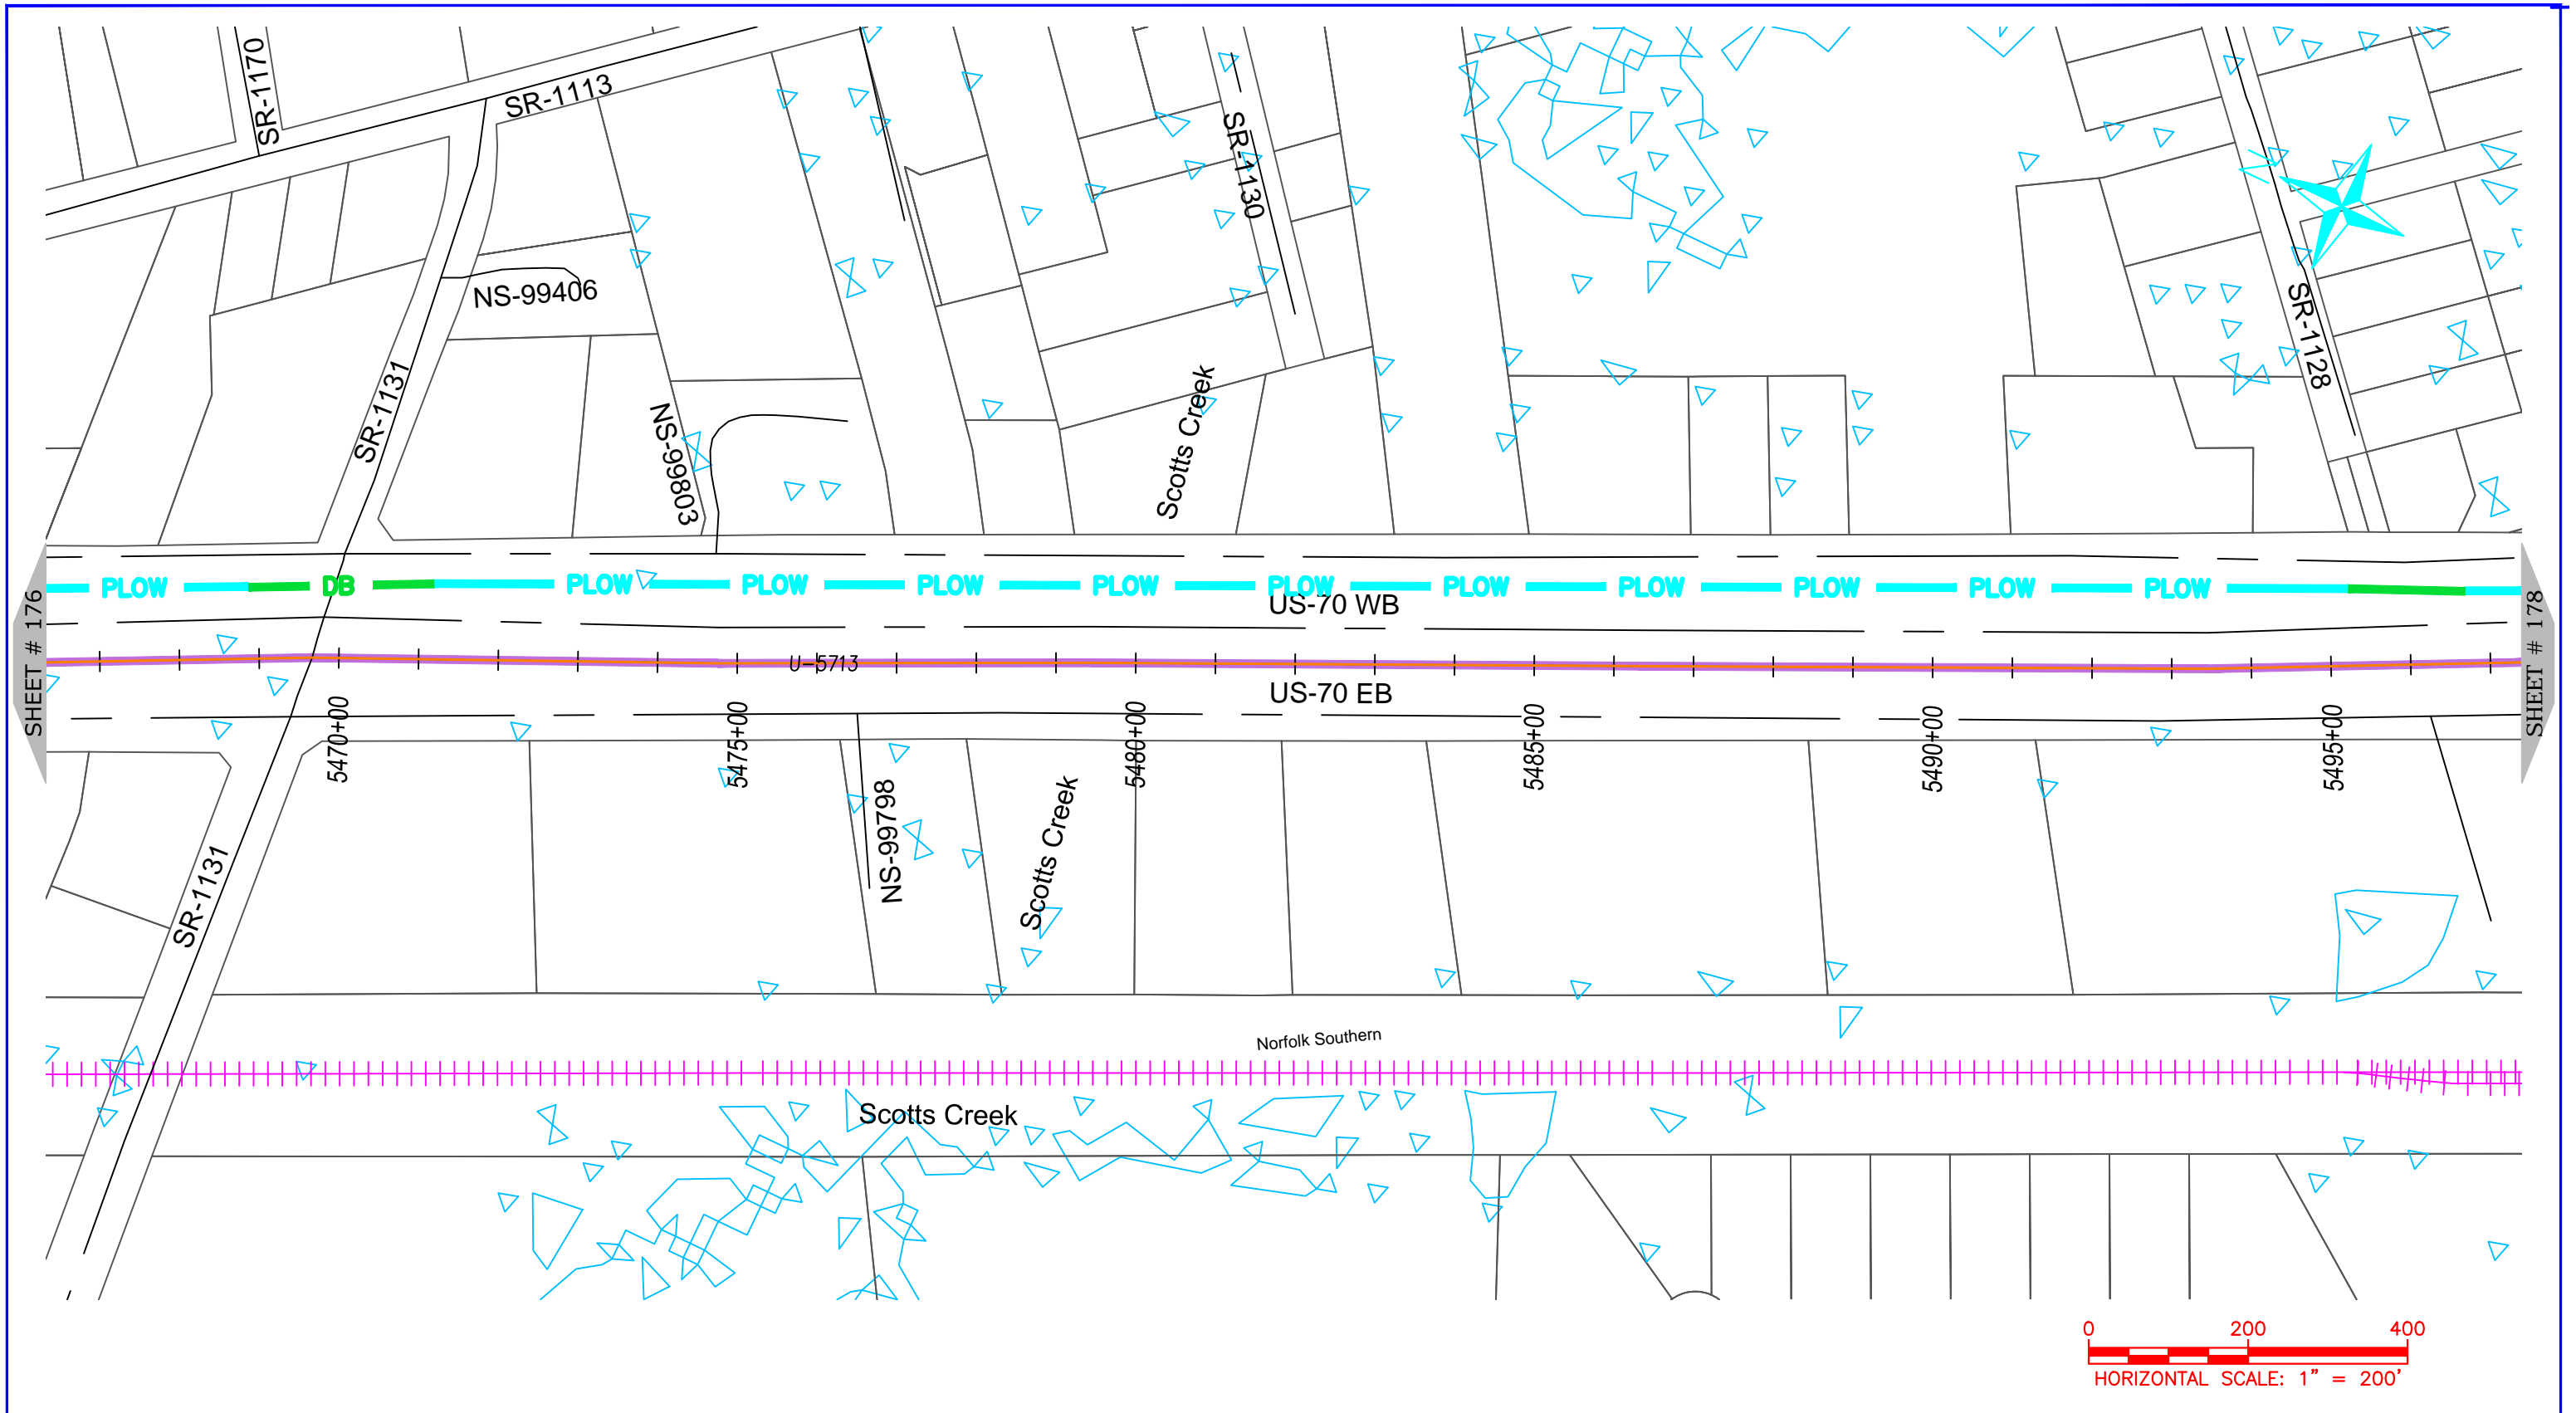 SR-1170
SR-1113
SR-1130
NS-99406
SR-1128
SR-1131
NS-99803
Scotts Creek
PLOW
DB
PLOW
PLOW
PLOW
PLOW
PLOW
PLOW
PLOW
PLOW
PLOW
PLOW
US-70 WB
SHEET # 176
SHEET # 178
U-5713
US-70 EB
5470+00
5475+00
5480+00
5485+00
5490+00
5495+00
NS-99798
Scotts Creek
SR-1131
Norfolk Southern
Scotts Creek
0 200 400
HORIZONTAL SCALE: 1" = 200'